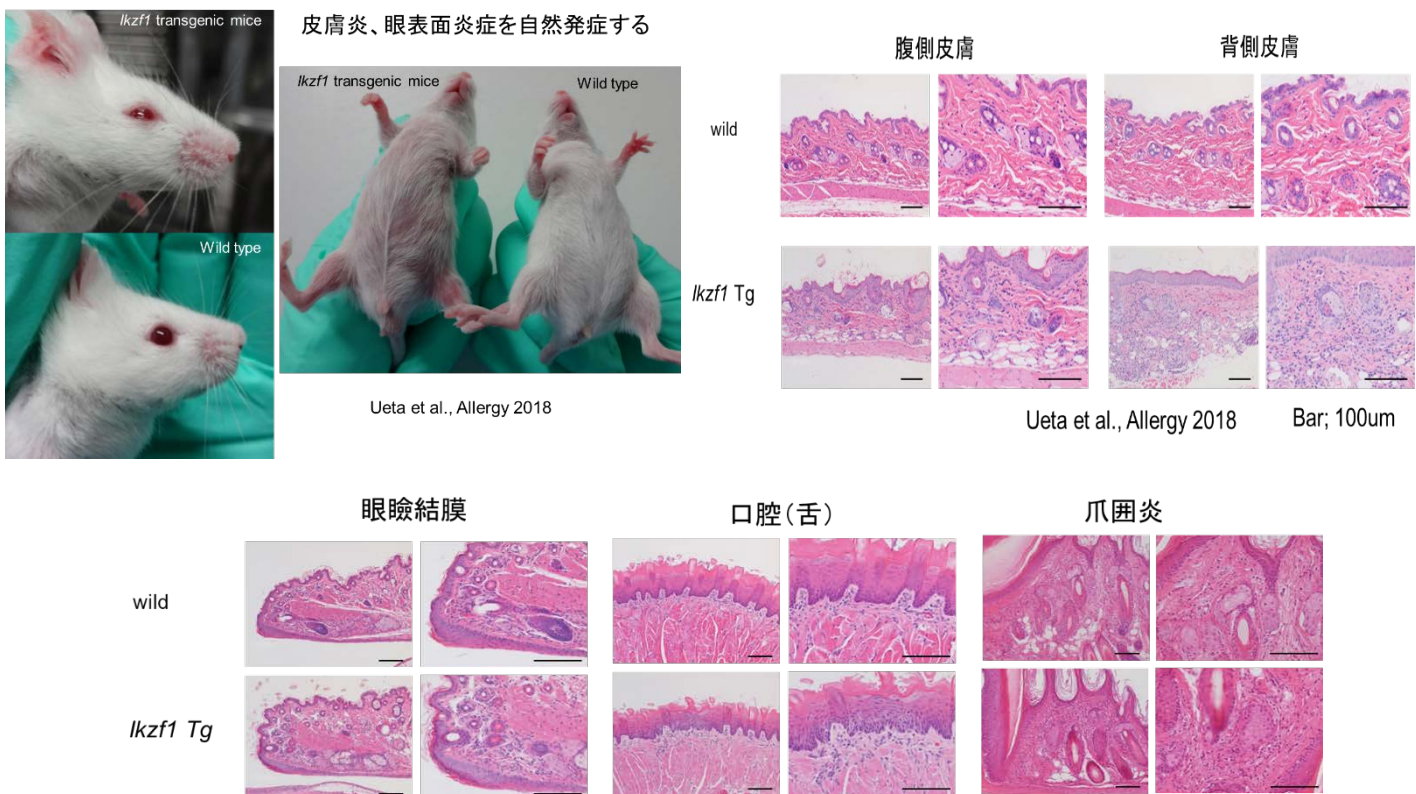 Ikzf1 transgenic mice
Wild type
皮膚炎、眼表面炎症を自然発症する
Ikzf1 transgenic mice
Wild type
Ueta et al., Allergy 2018
腹側皮膚
背側皮膚
wild
Ikzf1 Tg
Ueta et al., Allergy 2018
Bar; 100um
眼瞼結膜
口腔(舌)
爪囲炎
wild
Ikzf1 Tg